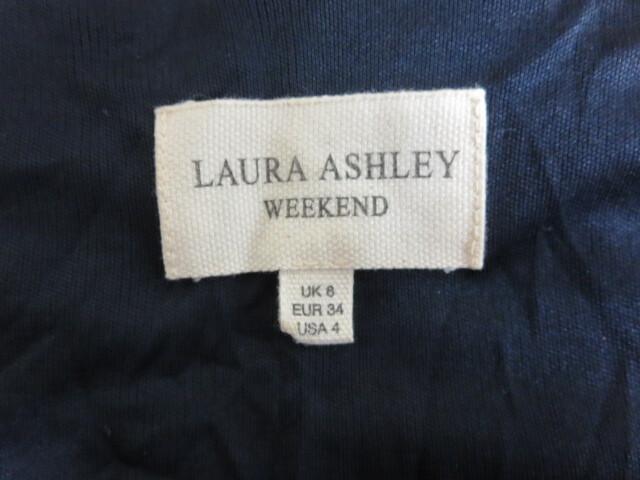 LAURA ASHLEY
WEEKEND
UK 8
EUR 34
USA 4